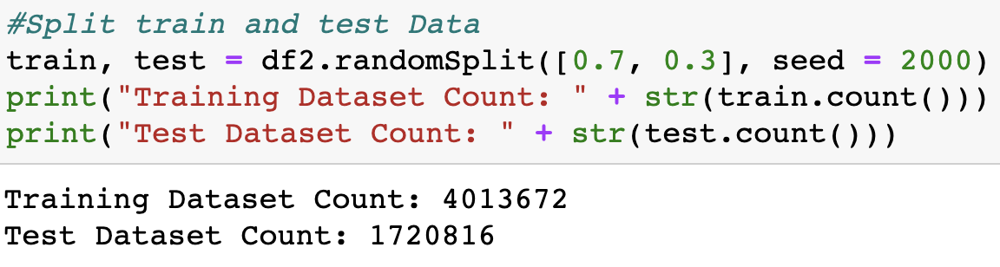 #Split train and test Data
train, test = df2.randomSplit([0.7, 0.3], seed = 2000)
print("Training Dataset Count: " + str(train.count()))
print("Test Dataset Count: " + str(test.count()))
Training Dataset Count: 4013672
Test Dataset Count: 1720816